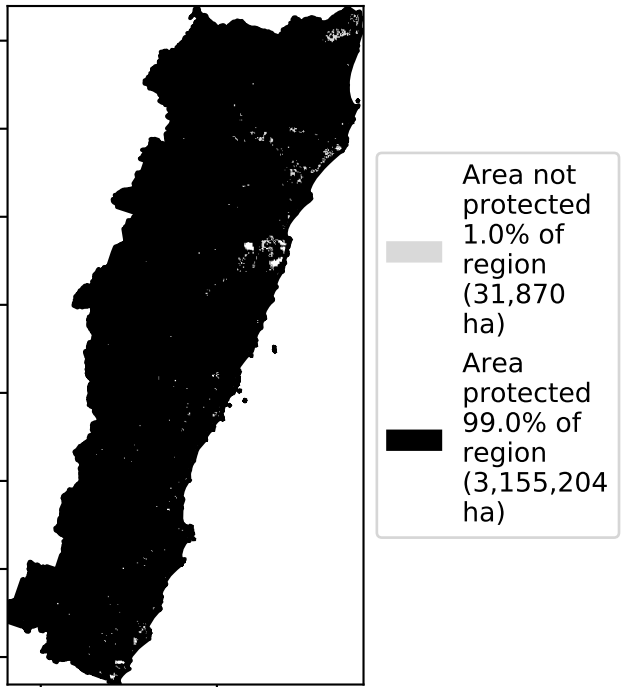 Area not
protected
1.0% of
region
(31,870
ha)
Area
protected
99.0% of
region
(3,155,204
ha)